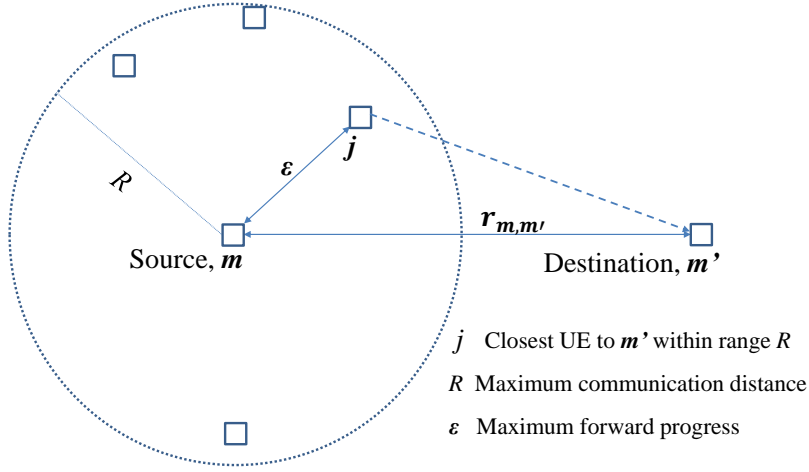 j
ε
R
r_{m,m'}
Source, m
Destination, m’
j Closest UE to m’ within range R
R Maximum communication distance
ε Maximum forward progress